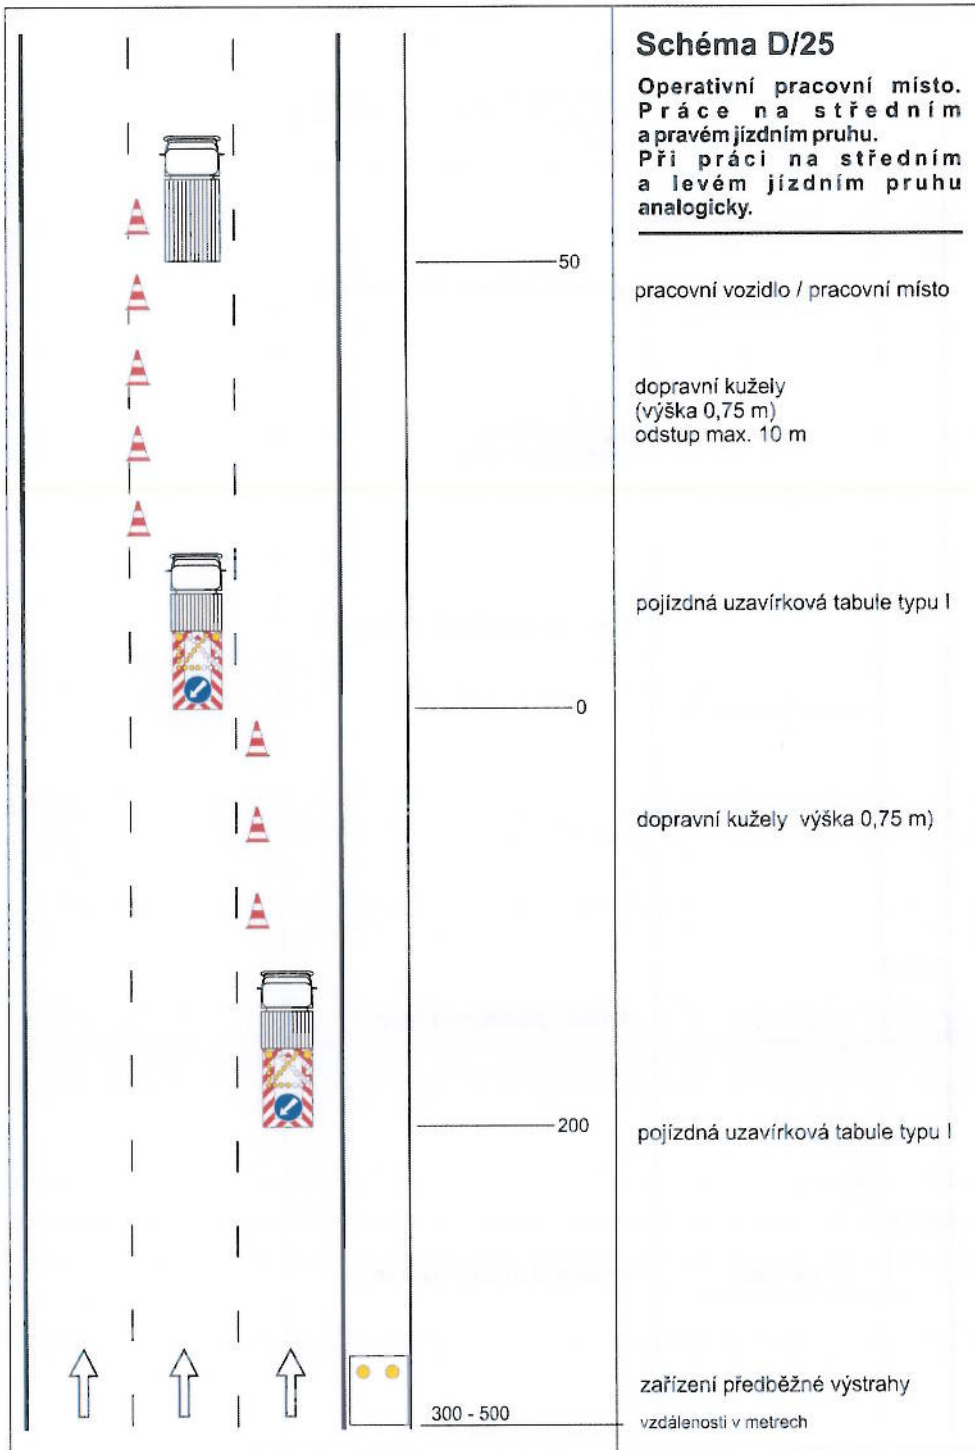 Schéma D/25
Operativní pracovní místo.
Práce na středním
a pravém jízdním pruhu.
Při práci na středním
a levém jízdním pruhu
analogicky.
50
pracovní vozidlo / pracovní místo
dopravní kužely
(výška 0,75 m)
odstup max. 10 m
pojízdná uzavírková tabule typu I
0
dopravní kužely výška 0,75 m)
200
pojízdná uzavírková tabule typu I
zařízení předběžné výstrahy
300 - 500
vzdálenosti v metrech